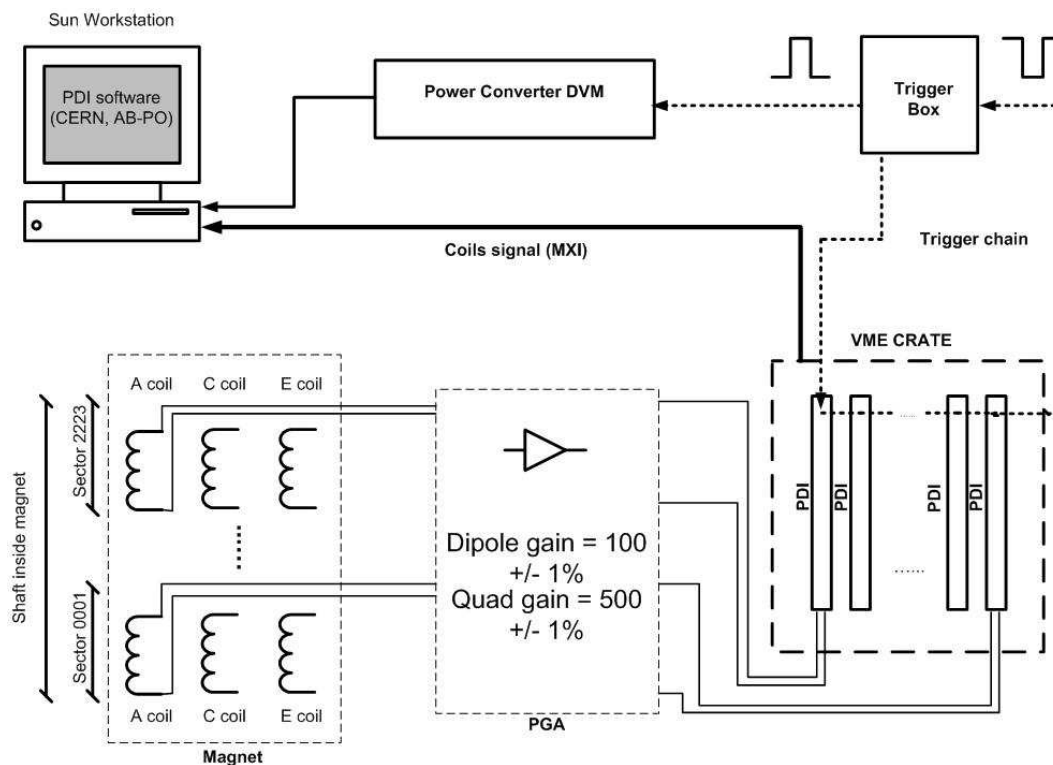 Sun Workstation
PDI software
(CERN, AB-PO)
Power Converter DVM
Trigger
Box
Coils signal (MXI)
Trigger chain
VME CRATE
A coil C coil E coil
Shaft inside magnet
Sector 2223
Sector 0001
A coil C coil E coil
Magnet
Dipole gain = 100
+/- 1%
Quad gain = 500
+/- 1%
PGA
PDI
PDI
PDI
PDI